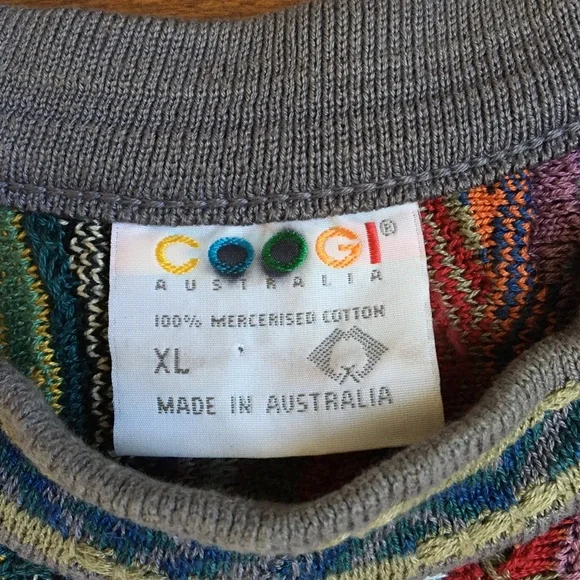 COOGI®
AUSTRALIA
100% MERCERISED COTTON
XL
MADE IN AUSTRALIA